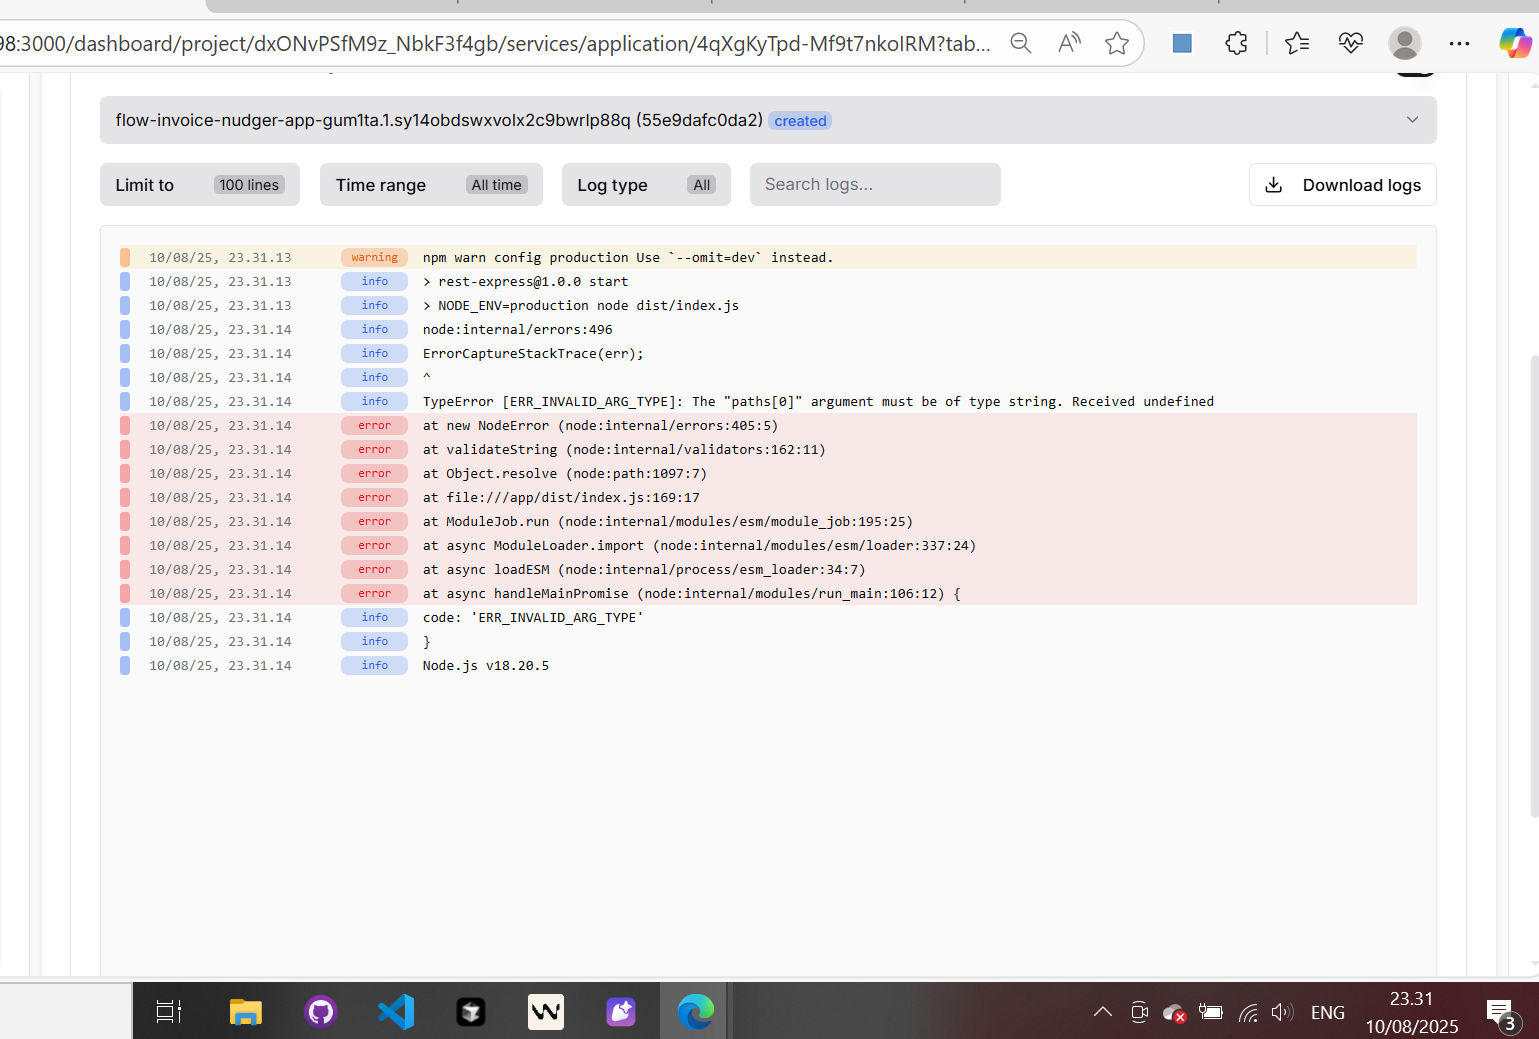 98:3000/dashboard/project/dxONvPSfM9z_NbkF3f4gb/services/application/4qXgKyTpd-Mf9t7nkoIRM?tab...
flow-invoice-nudger-app-gum1ta.1.sy14obdswxvolx2c9bwrlp88q (55e9dafc0da2) created
Limit to 100 lines Time range All time Log type All Search logs... Download logs
10/08/25, 23.31.13 warning npm warn config production Use `--omit=dev` instead.
10/08/25, 23.31.13 info > rest-express@1.0.0 start
10/08/25, 23.31.13 info > NODE_ENV=production node dist/index.js
10/08/25, 23.31.14 info node:internal/errors:496
10/08/25, 23.31.14 info ErrorCaptureStackTrace(err);
10/08/25, 23.31.14 info ^
10/08/25, 23.31.14 info TypeError [ERR_INVALID_ARG_TYPE]: The "paths[0]" argument must be of type string. Received undefined
10/08/25, 23.31.14 error at new NodeError (node:internal/errors:405:5)
10/08/25, 23.31.14 error at validateString (node:internal/validators:162:11)
10/08/25, 23.31.14 error at Object.resolve (node:path:1097:7)
10/08/25, 23.31.14 error at file:///app/dist/index.js:169:17
10/08/25, 23.31.14 error at ModuleJob.run (node:internal/modules/esm/module_job:195:25)
10/08/25, 23.31.14 error at async ModuleLoader.import (node:internal/modules/esm/loader:337:24)
10/08/25, 23.31.14 error at async loadESM (node:internal/process/esm_loader:34:7)
10/08/25, 23.31.14 error at async handleMainPromise (node:internal/modules/run_main:106:12) {
10/08/25, 23.31.14 info code: 'ERR_INVALID_ARG_TYPE'
10/08/25, 23.31.14 info }
10/08/25, 23.31.14 info Node.js v18.20.5
ENG
23.31
10/08/2025
3